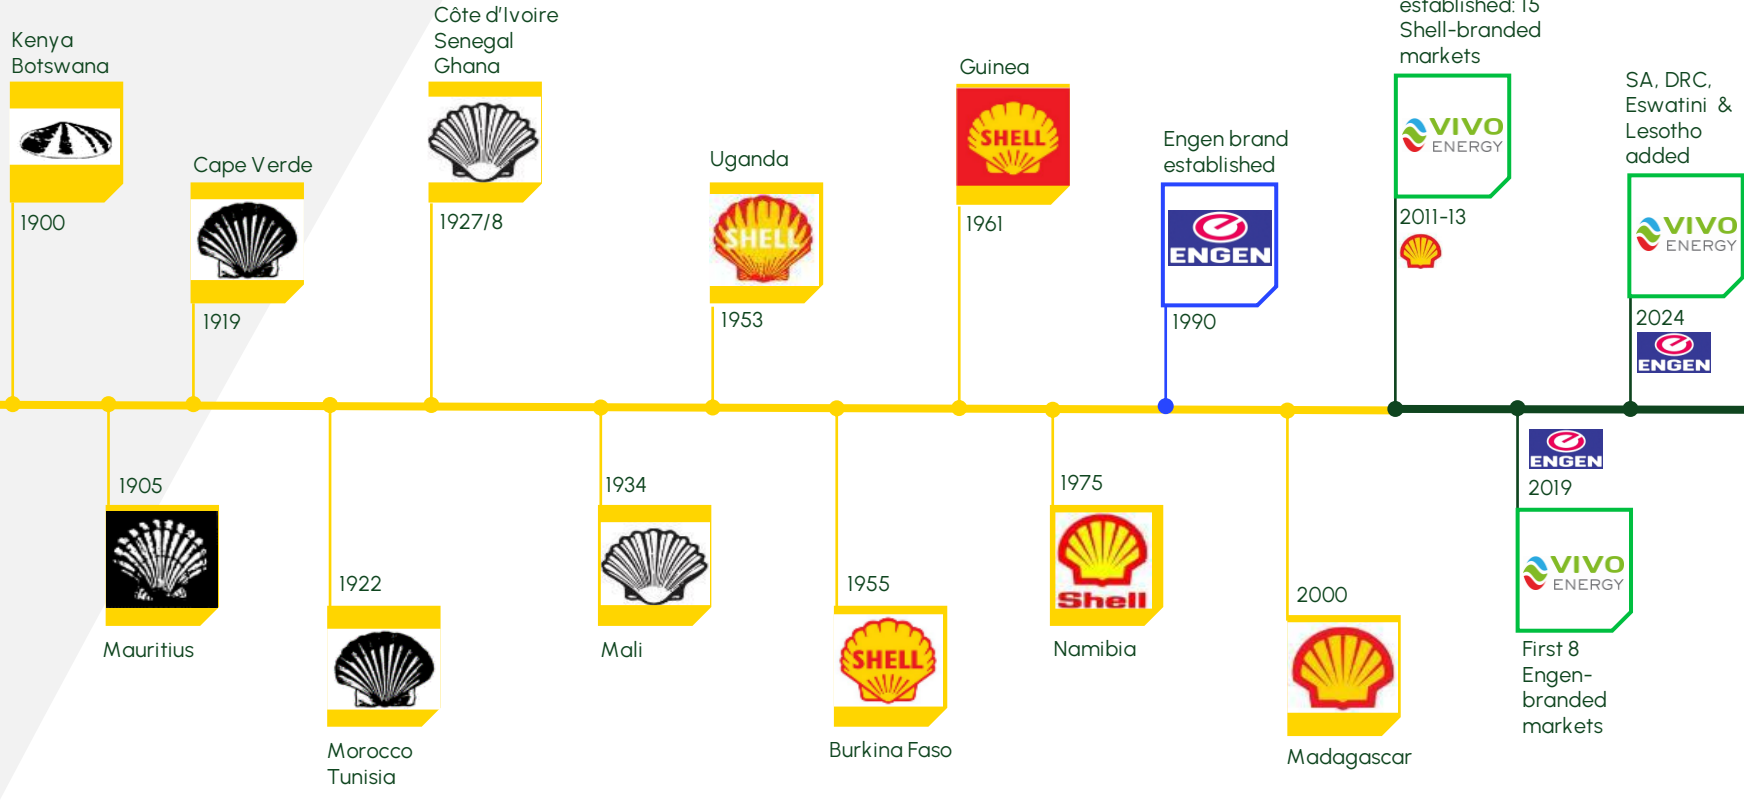 Kenya
Botswana
1900
1905
Mauritius
Cape Verde
1919
1922
Morocco
Tunisia
Côte d'Ivoire
Senegal
Ghana
1927/8
1934
Mali
Uganda
SHELL
1953
1955
SHELL
Burkina Faso
Guinea
SHELL
1961
1975
Shell
Namibia
Engen brand
established
ENGEN
1990
2000
Madagascar
established: 15
Shell-branded
markets
VIVO
ENERGY
2011-13
ENGEN
2019
VIVO
ENERGY
First 8
Engen-
branded
markets
SA, DRC,
Eswatini &
Lesotho
added
VIVO
ENERGY
2024
ENGEN